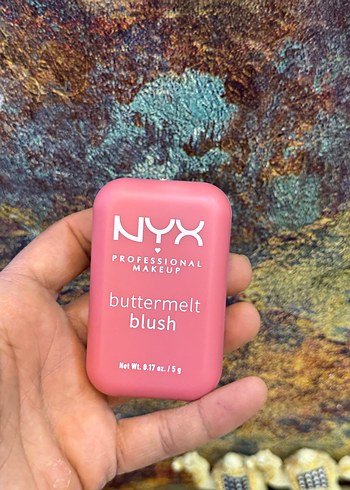 NYX
PROFESSIONAL
MAKEUP
buttermelt
blush
Net Wt. 0.17 oz. / 5 g